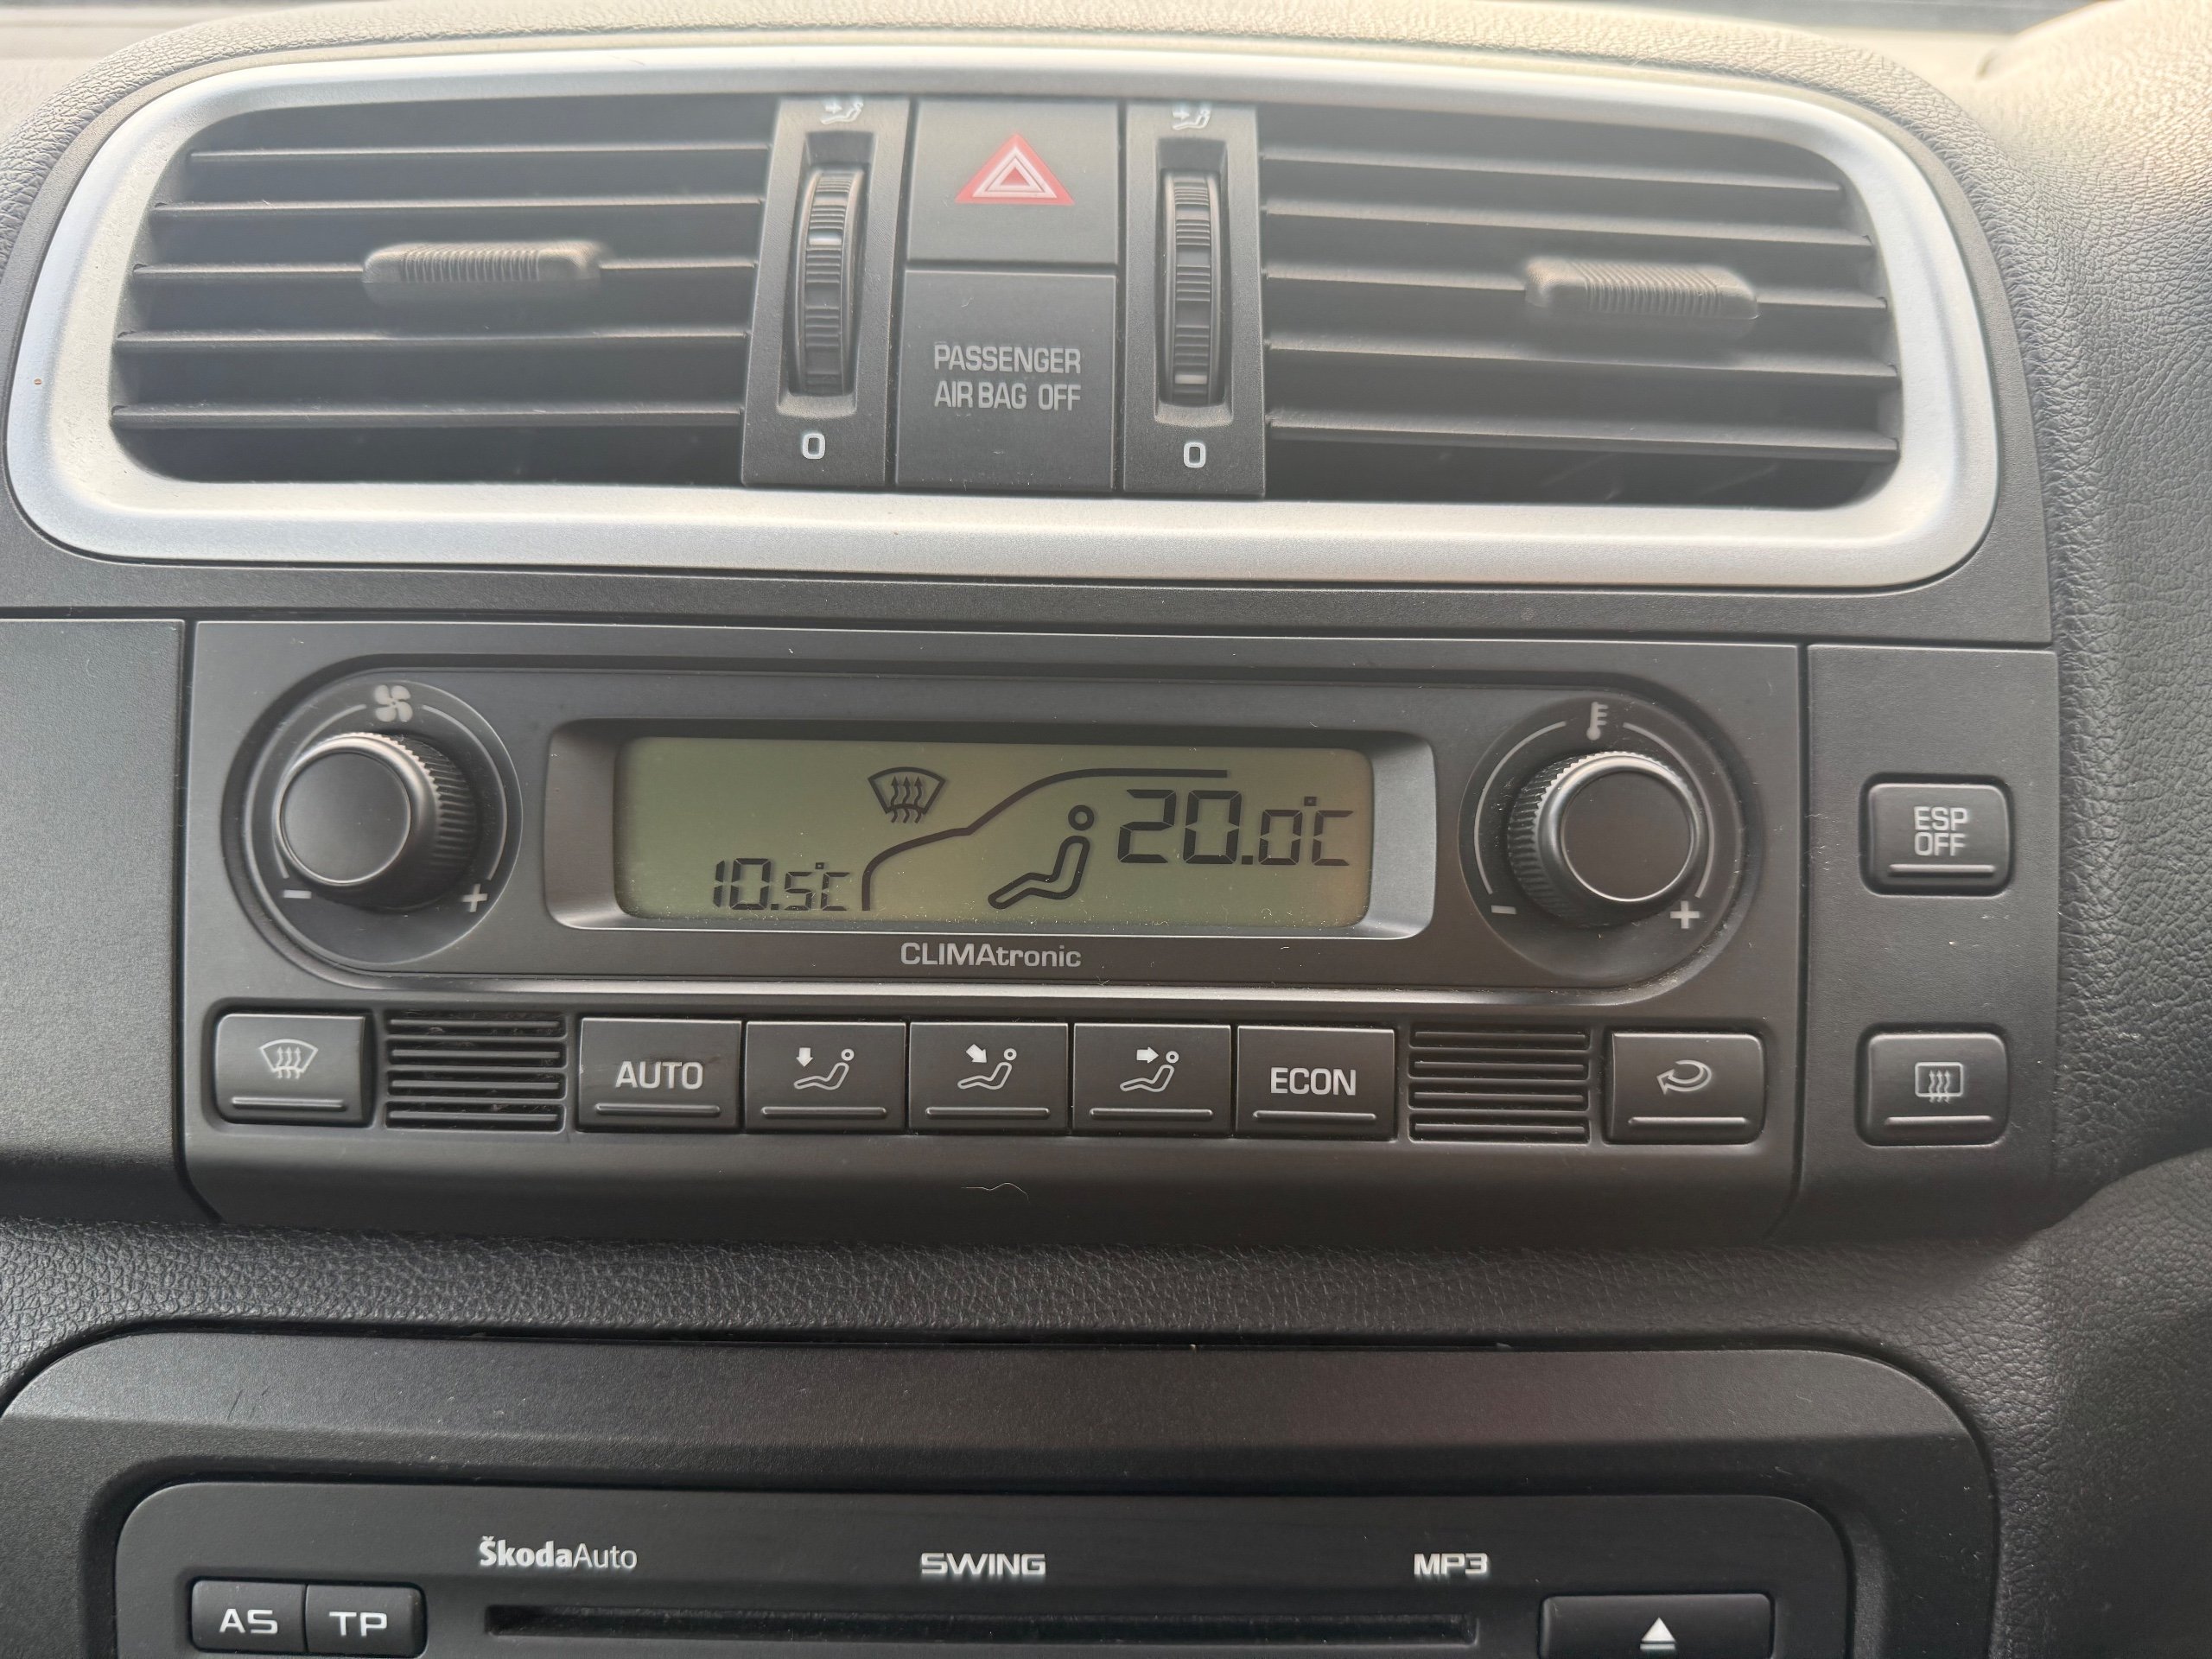 PASSENGER
AIR BAG OFF
0
0
10.5°C
20.0°C
- +
- +
CLIMAtronic
ESP
OFF
AUTO
ECON
ŠkodaAuto
SWING
MP3
AS
TP